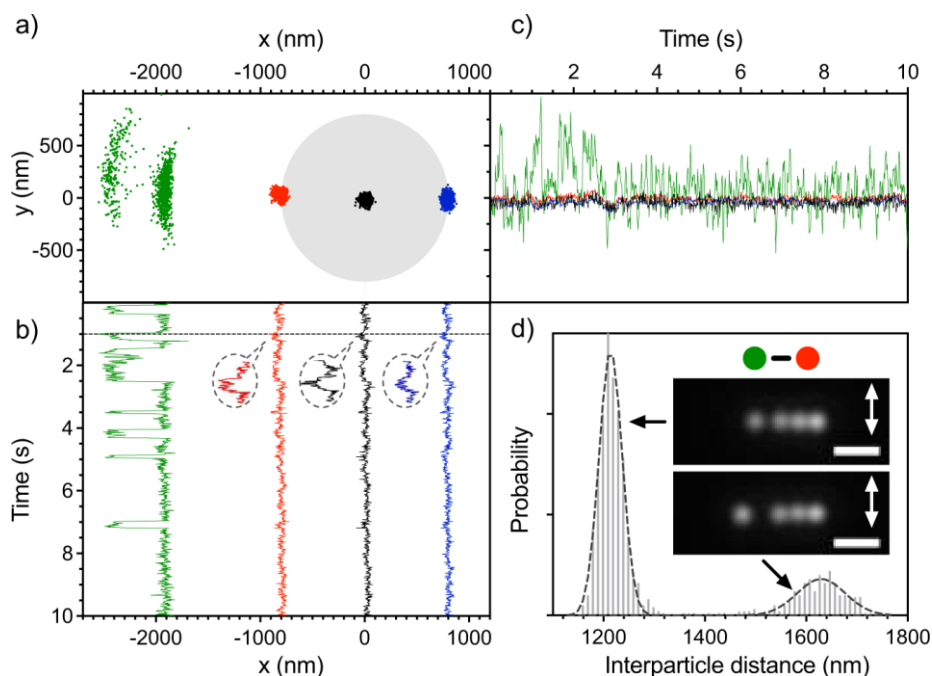 a)
x (nm)
-2000 -1000 0 1000
y (nm)
500
0
-500
c)
Time (s)
0 2 4 6 8 10
b)
Time (s)
2
4
6
8
10
-2000 -1000 0 1000
x (nm)
d)
Probability
1200 1400 1600 1800
Interparticle distance (nm)